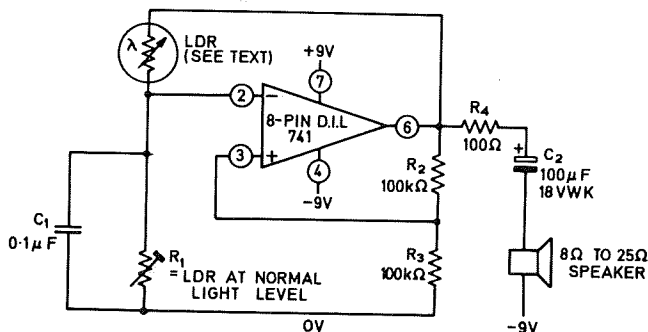 LDR
(SEE TEXT)
λ
+9V
7
2
−
8-PIN D.I.L
741
6
3
+
4
−9V
R4
100Ω
+
C2
100µF
18VWK
R2
100kΩ
C1
0·1µF
R1
= LDR AT NORMAL
LIGHT LEVEL
R3
100kΩ
8Ω TO 25Ω
SPEAKER
0V
−9V